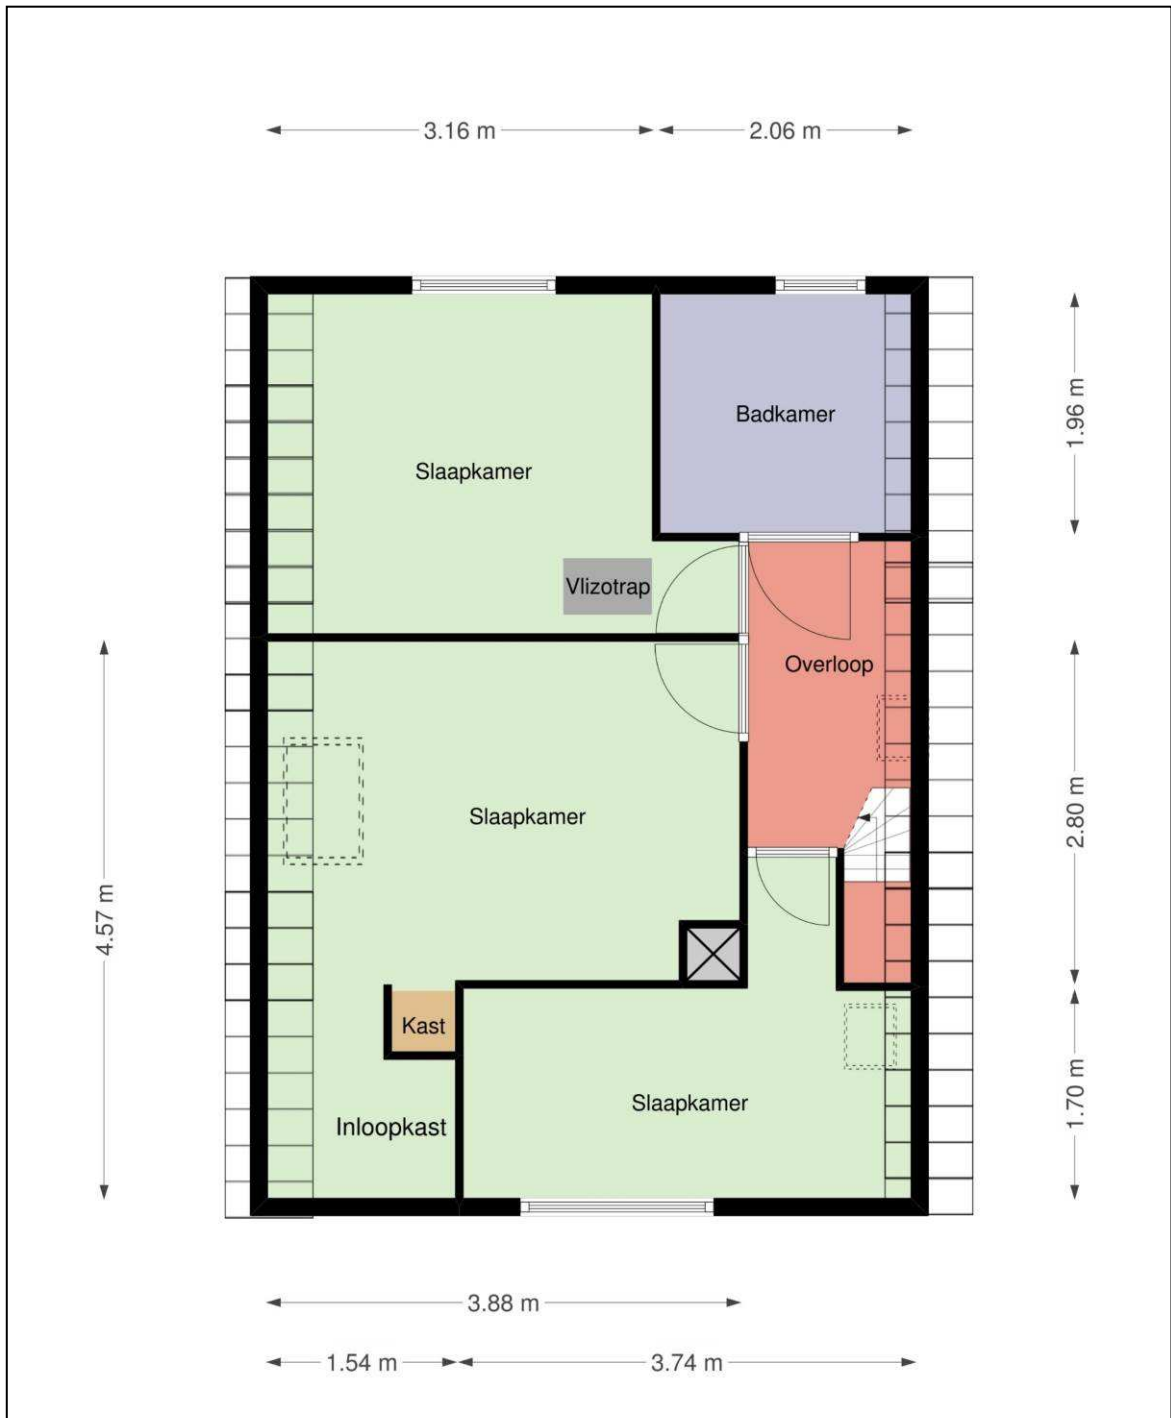 3.16 m
2.06 m
1.96 m
Badkamer
Slaapkamer
Vlizotrap
Overloop
Slaapkamer
2.80 m
4.57 m
Kast
Slaapkamer
1.70 m
Inloopkast
3.88 m
1.54 m
3.74 m